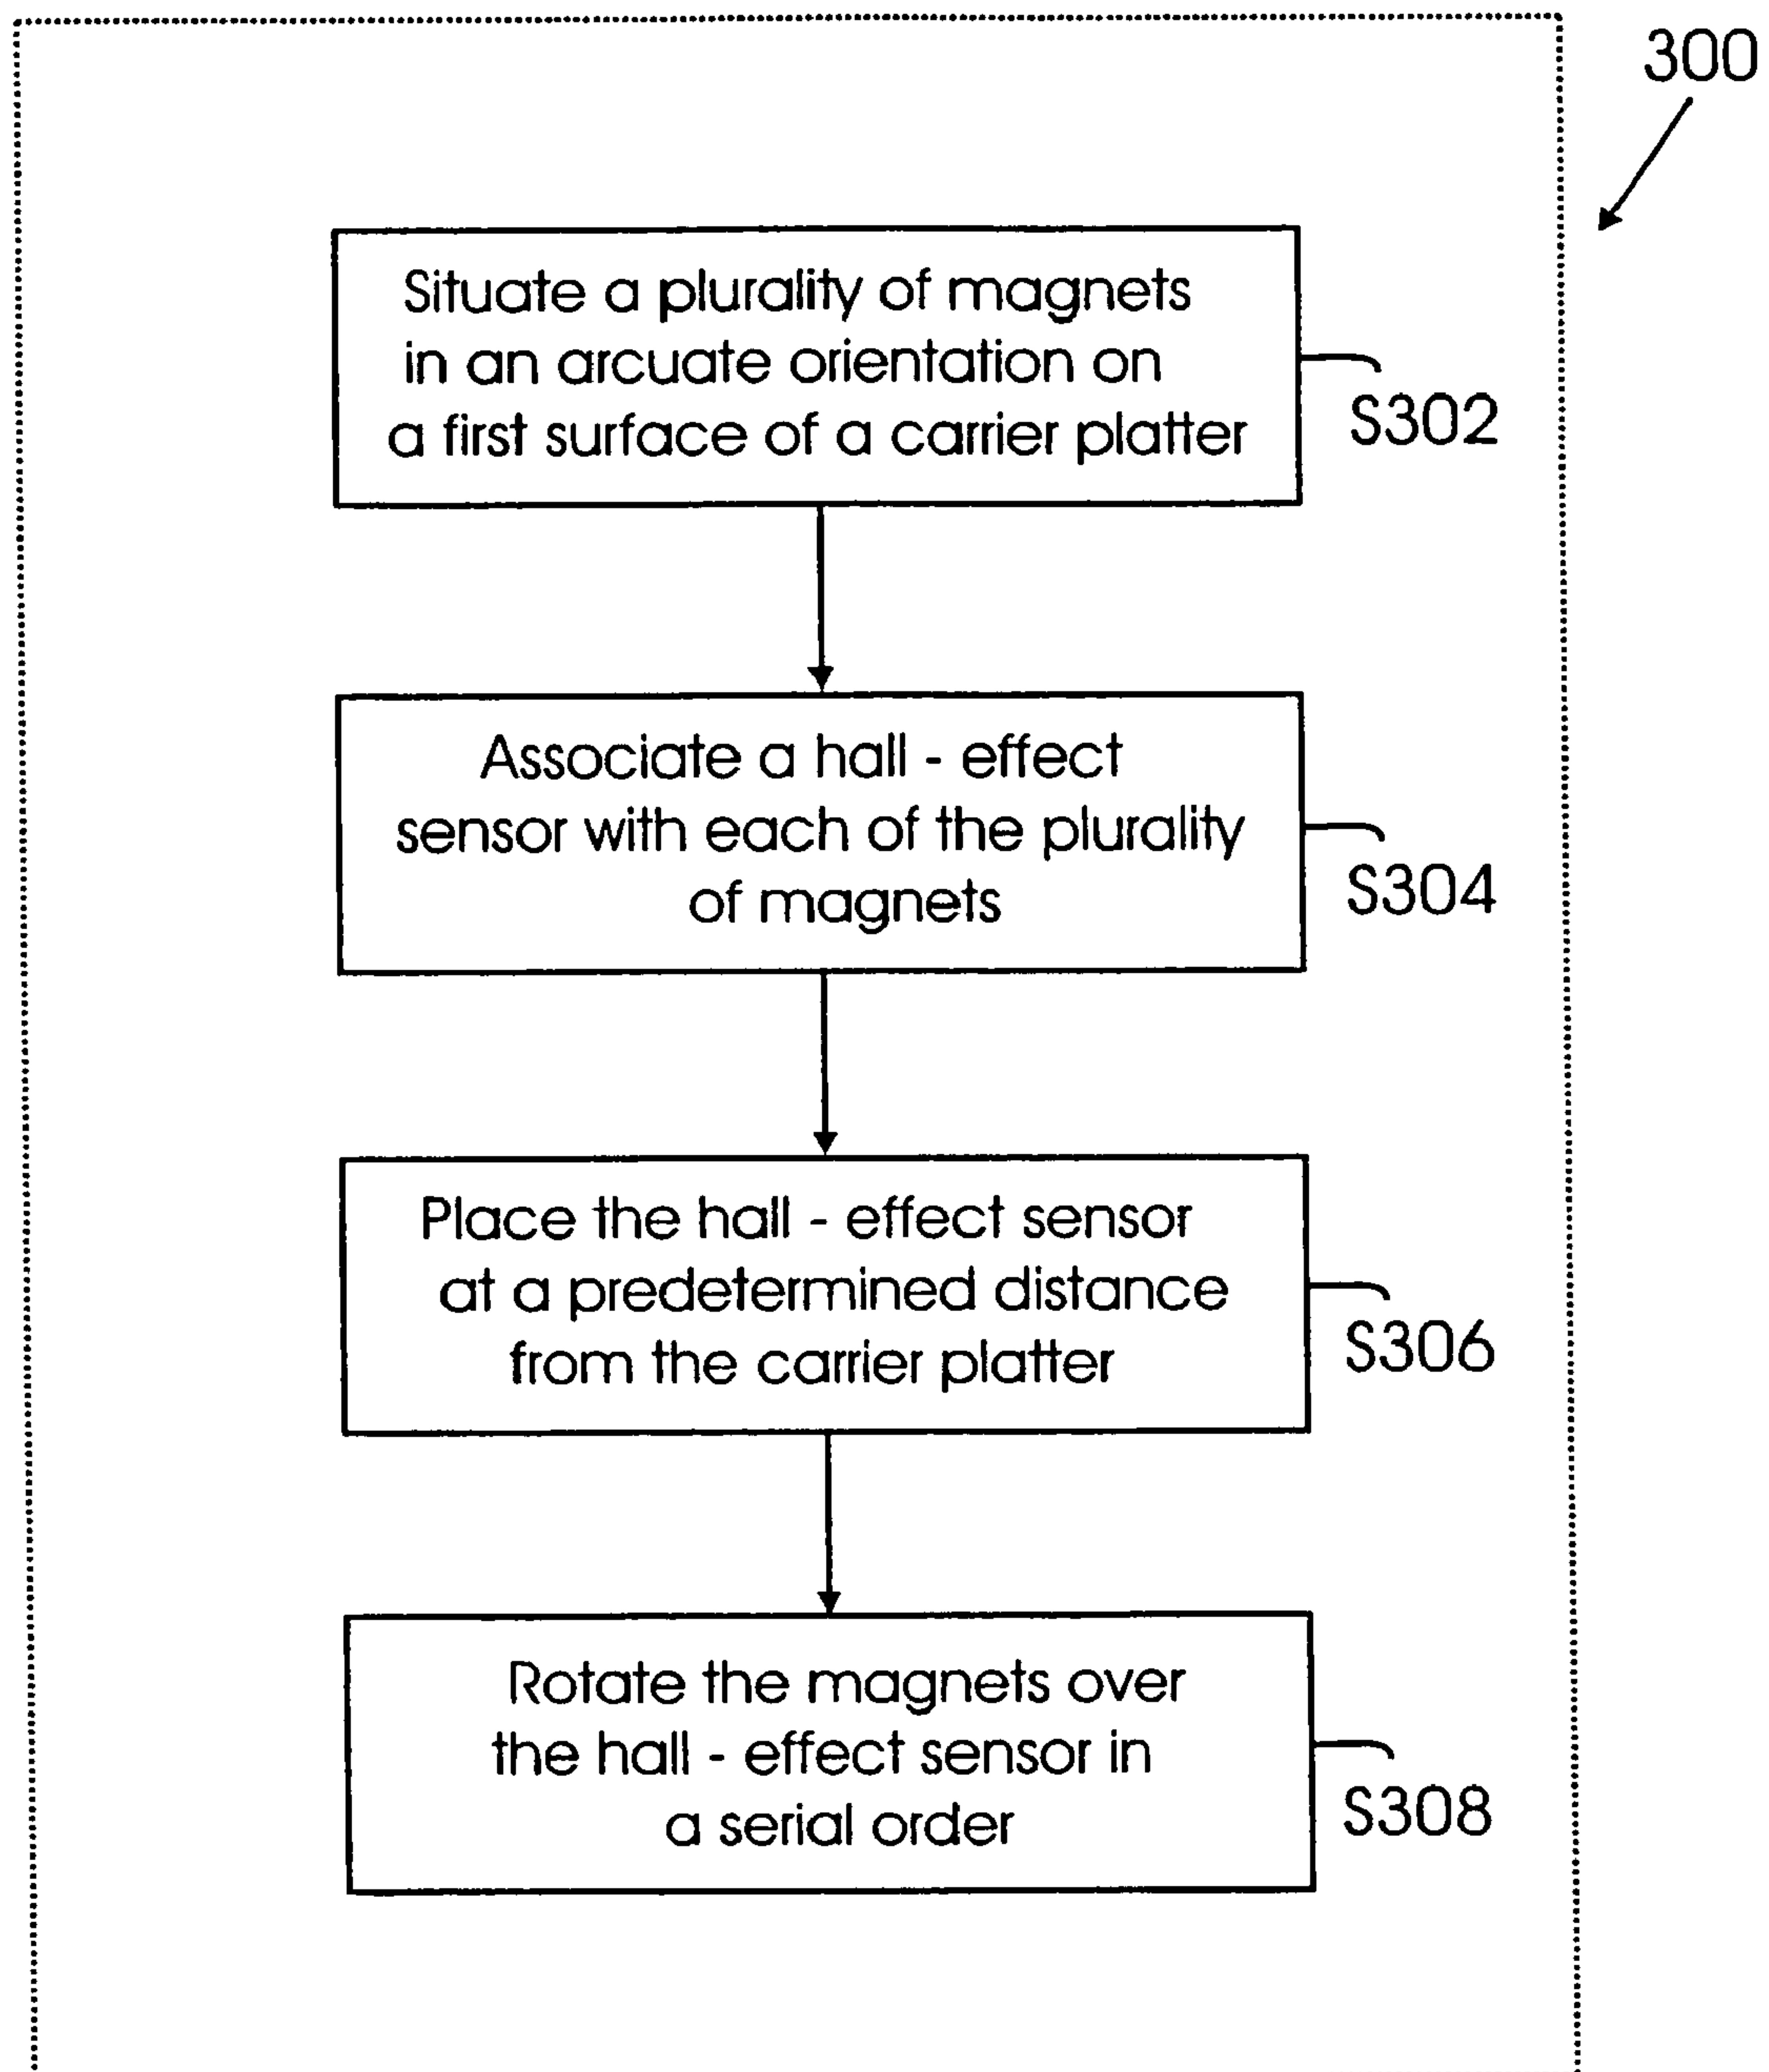 300
Situate a plurality of magnets
in an arcuate orientation on
a first surface of a carrier platter
S302
Associate a hall - effect
sensor with each of the plurality
of magnets
S304
Place the hall - effect sensor
at a predetermined distance
from the carrier platter
S306
Rotate the magnets over
the hall - effect sensor in
a serial order
S308